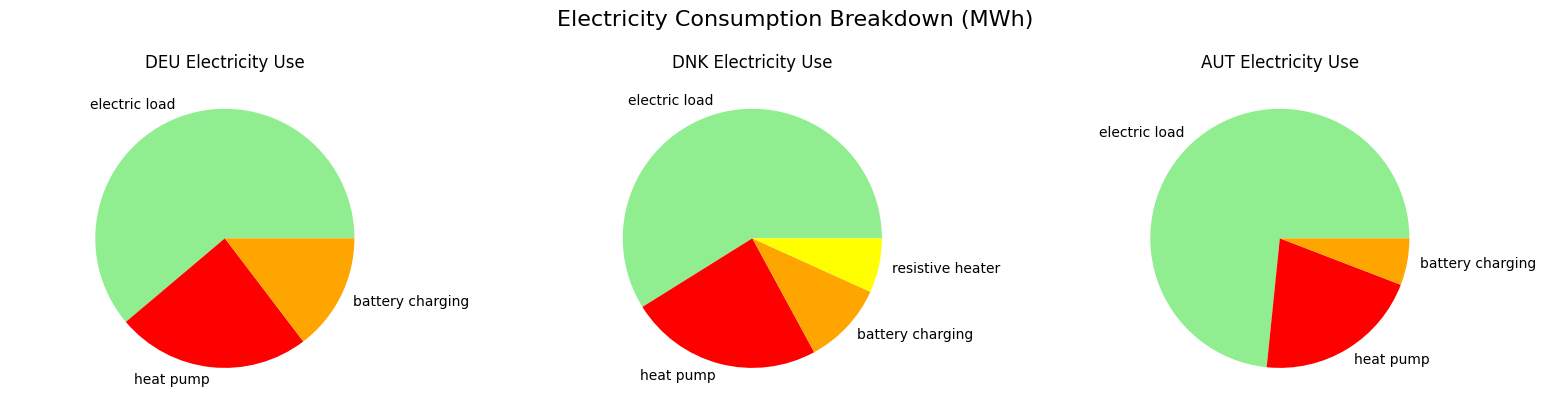 Electricity Consumption Breakdown (MWh)
DEU Electricity Use
electric load
battery charging
heat pump
DNK Electricity Use
electric load
resistive heater
battery charging
heat pump
AUT Electricity Use
electric load
battery charging
heat pump